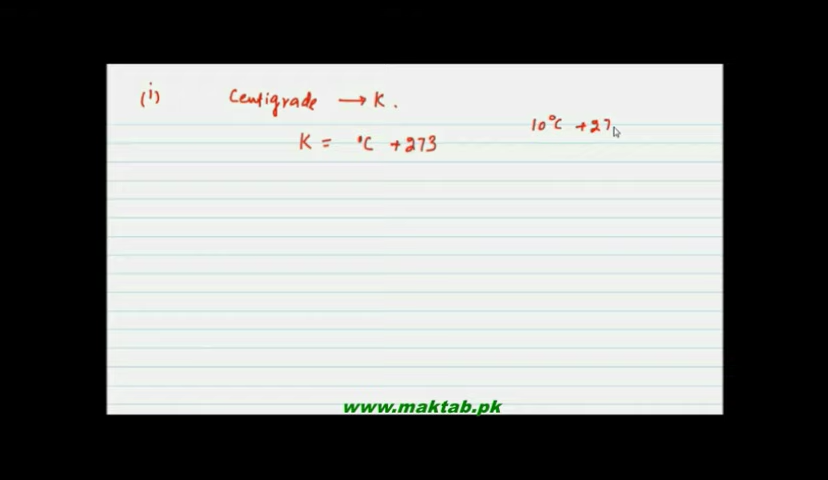 (i) Centigrade → K.
10°C +27
K = °C +273
www.maktab.pk